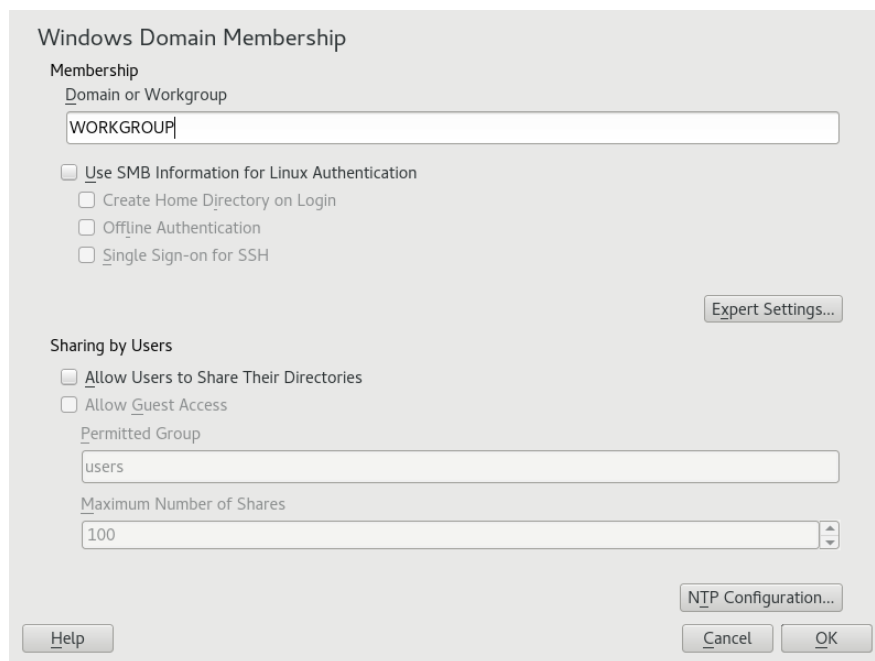 Windows Domain Membership
Membership
Domain or Workgroup
WORKGROUP
Use SMB Information for Linux Authentication
Create Home Directory on Login
Offline Authentication
Single Sign-on for SSH
Expert Settings...
Sharing by Users
Allow Users to Share Their Directories
Allow Guest Access
Permitted Group
users
Maximum Number of Shares
100
NTP Configuration...
Help Cancel OK